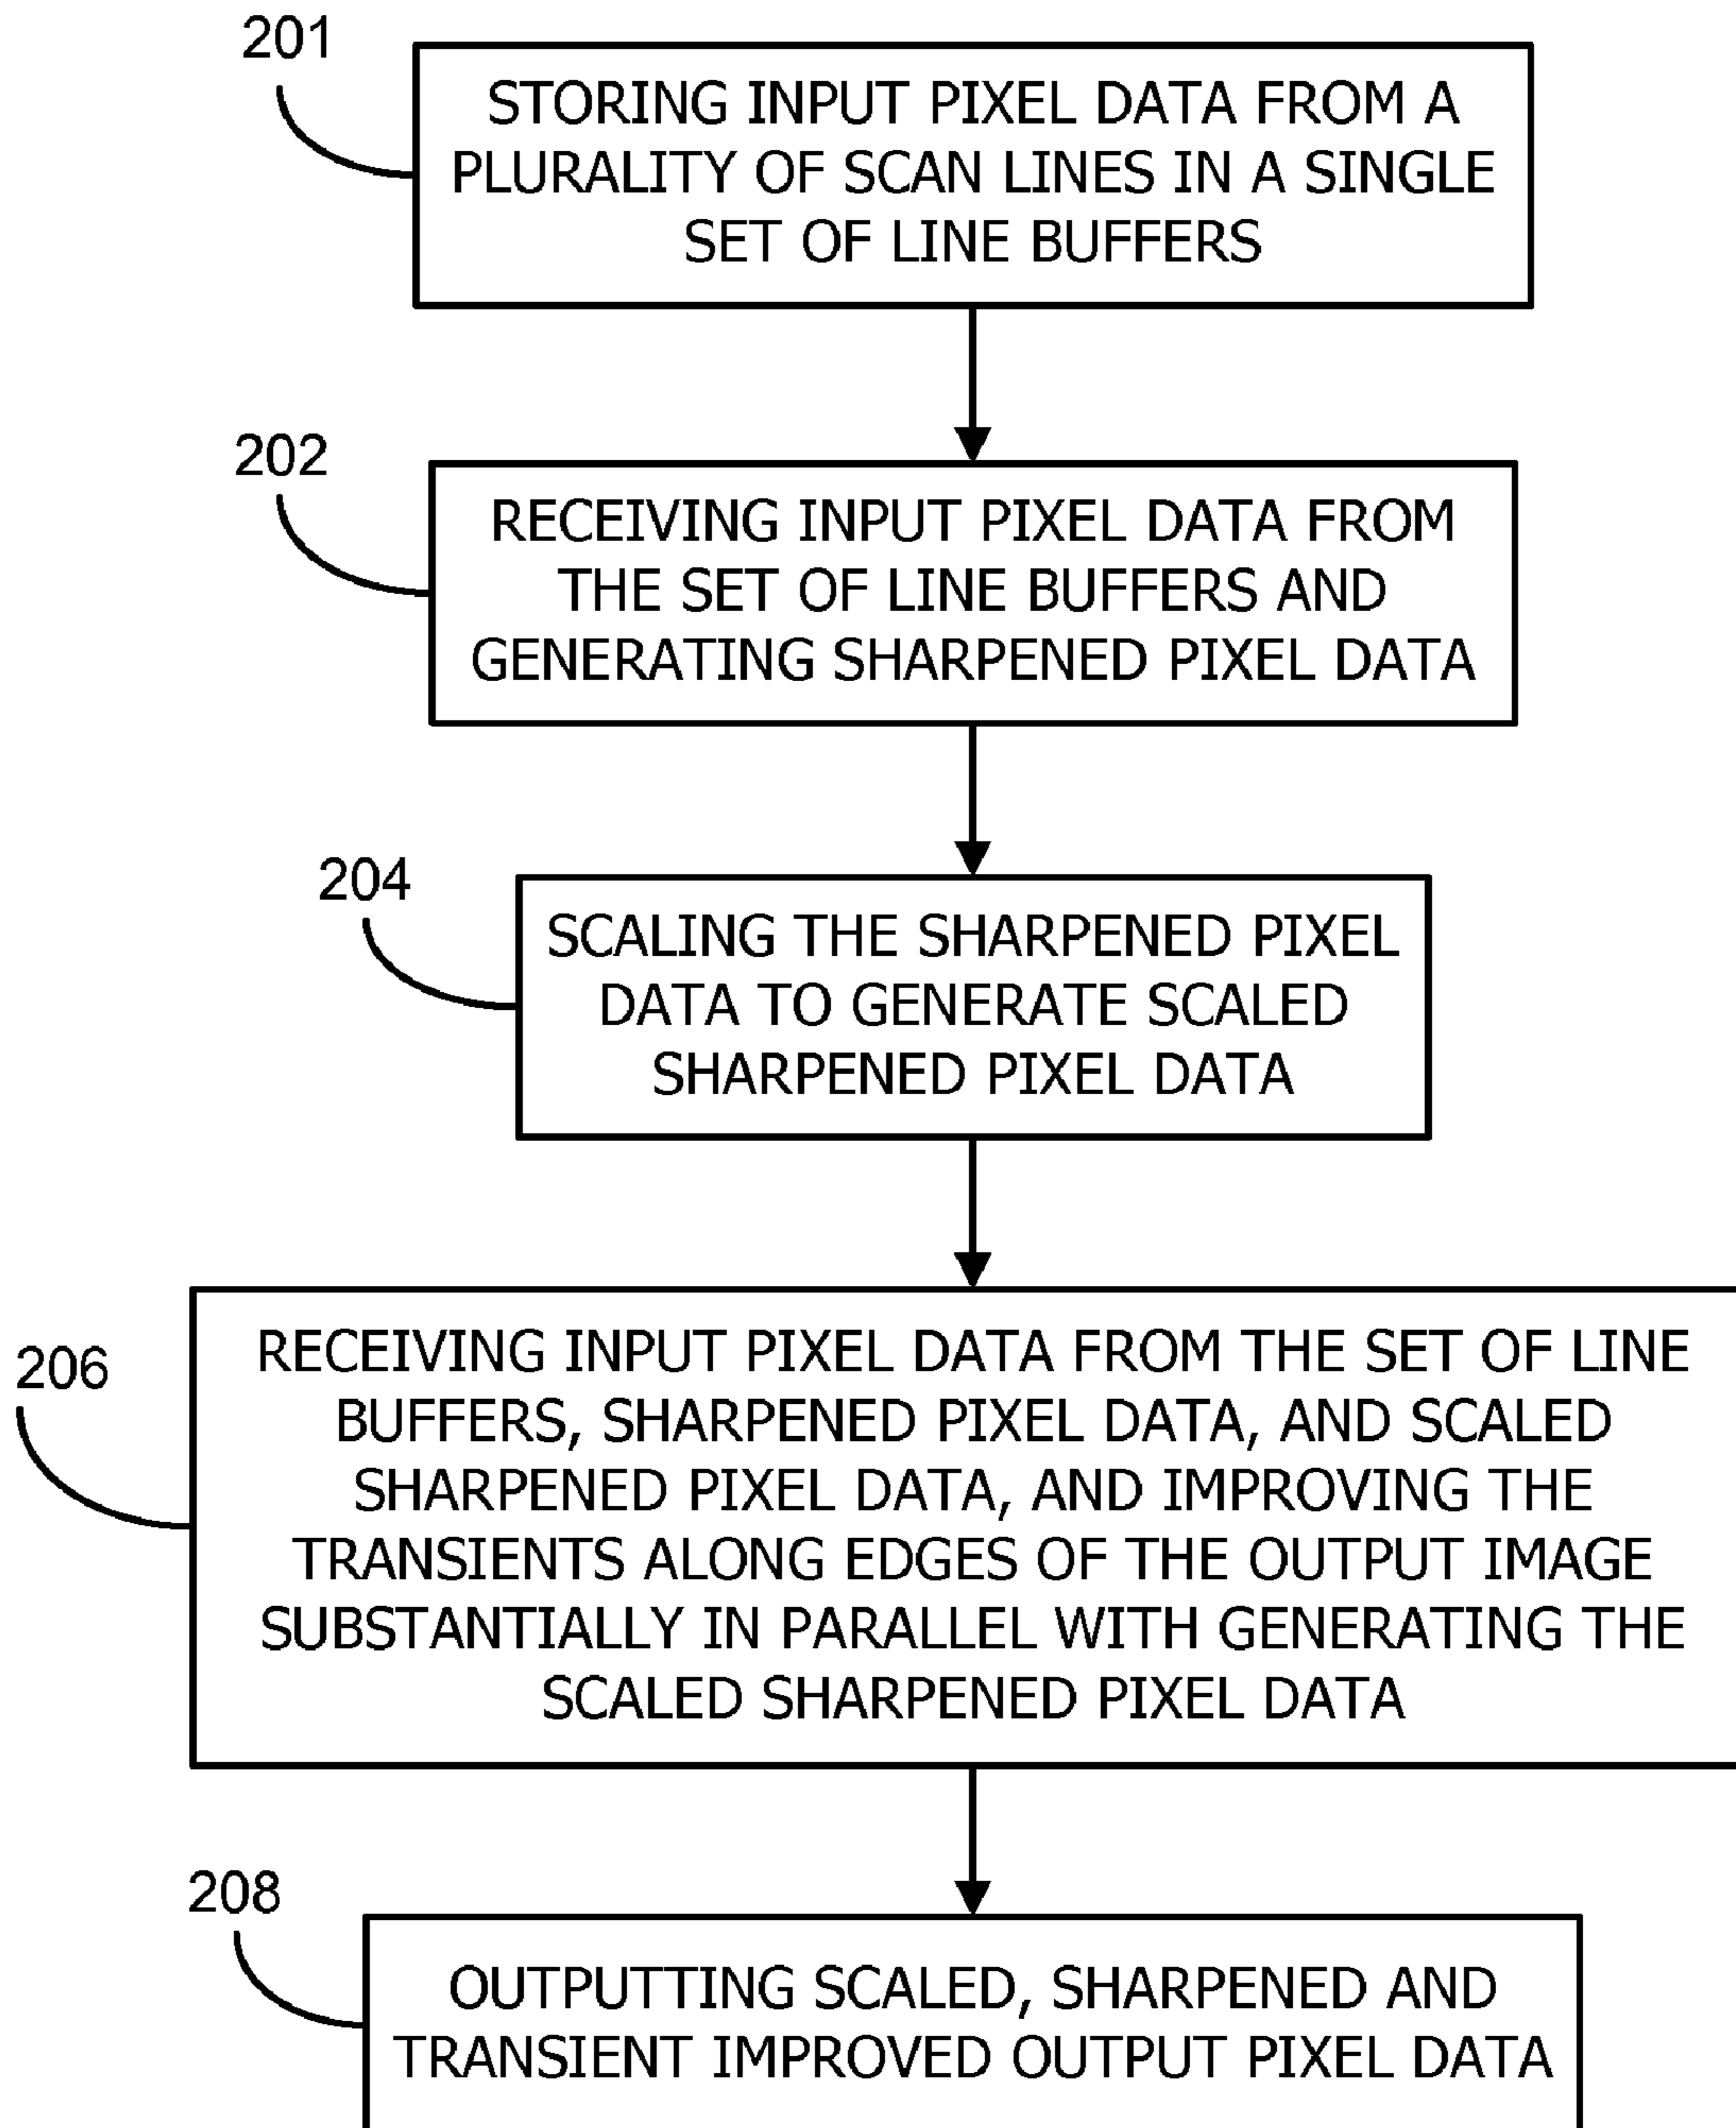 201
STORING INPUT PIXEL DATA FROM A
PLURALITY OF SCAN LINES IN A SINGLE
SET OF LINE BUFFERS
202
RECEIVING INPUT PIXEL DATA FROM
THE SET OF LINE BUFFERS AND
GENERATING SHARPENED PIXEL DATA
204
SCALING THE SHARPENED PIXEL
DATA TO GENERATE SCALED
SHARPENED PIXEL DATA
206
RECEIVING INPUT PIXEL DATA FROM THE SET OF LINE
BUFFERS, SHARPENED PIXEL DATA, AND SCALED
SHARPENED PIXEL DATA, AND IMPROVING THE
TRANSIENTS ALONG EDGES OF THE OUTPUT IMAGE
SUBSTANTIALLY IN PARALLEL WITH GENERATING THE
SCALED SHARPENED PIXEL DATA
208
OUTPUTTING SCALED, SHARPENED AND
TRANSIENT IMPROVED OUTPUT PIXEL DATA